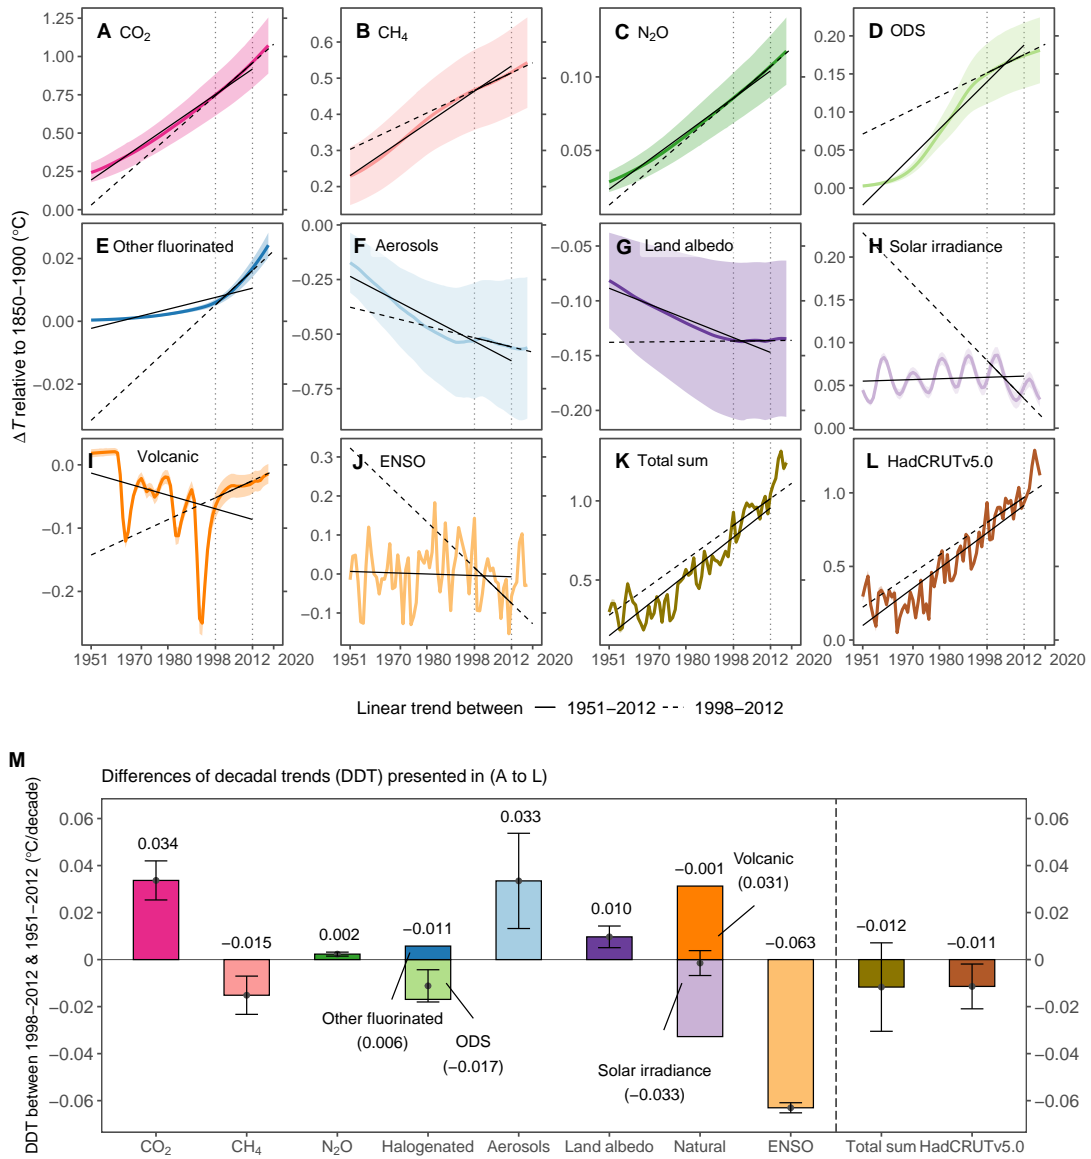 A CO₂
B CH₄
C N₂O
D ODS
1.25
1.00
0.75
0.50
0.25
0.00
0.6
0.5
0.4
0.3
0.2
0.10
0.05
0.20
0.15
0.10
0.05
0.00
ΔT relative to 1850−1900 (°C)
E Other fluorinated
F Aerosols
G Land albedo
H Solar irradiance
0.02
0.00
−0.02
0.00
−0.25
−0.50
−0.75
−0.05
−0.10
−0.15
−0.20
0.20
0.15
0.10
0.05
0.00
I Volcanic
J ENSO
K Total sum
L HadCRUTv5.0
0.0
−0.1
−0.2
0.3
0.2
0.1
0.0
−0.1
1.0
0.5
1.0
0.5
0.0
1951 1970 1980 1998 2012 2020
1951 1970 1980 1998 2012 2020
1951 1970 1980 1998 2012 2020
1951 1970 1980 1998 2012 2020
Linear trend between 1951−2012 1998−2012
M
Differences of decadal trends (DDT) presented in (A to L)
DDT between 1998−2012 & 1951−2012 (°C/decade)
0.06
0.04
0.02
0
−0.02
−0.04
−0.06
0.034
−0.015
0.002
−0.011
0.033
0.010
−0.001
−0.063
−0.012
−0.011
Volcanic
(0.031)
Other fluorinated
(0.006)
ODS
(−0.017)
Solar irradiance
(−0.033)
0.06
0.04
0.02
0
−0.02
−0.04
−0.06
CO₂ CH₄ N₂O Halogenated Aerosols Land albedo Natural ENSO Total sum HadCRUTv5.0